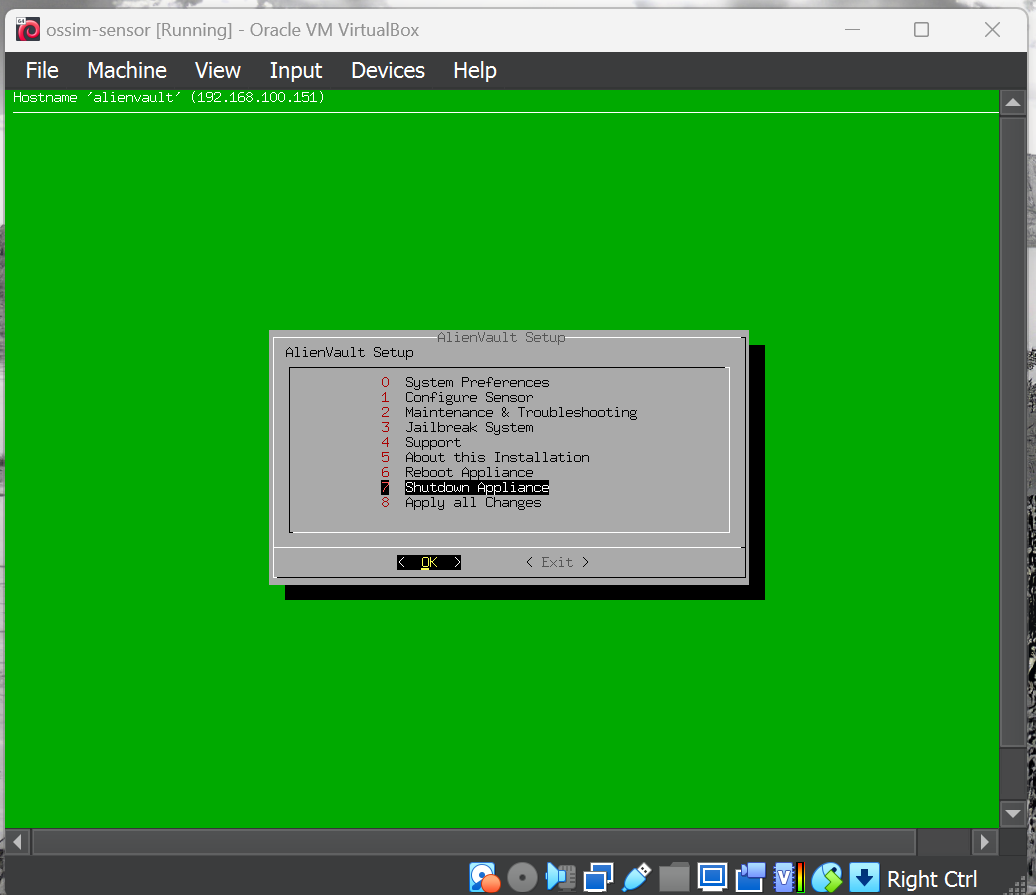 ossim-sensor [Running] - Oracle VM VirtualBox
File Machine View Input Devices Help
Hostname 'alienvault' (192.168.100.151)
AlienVault Setup
AlienVault Setup
0 System Preferences
1 Configure Sensor
2 Maintenance & Troubleshooting
3 Jailbreak System
4 Support
5 About this Installation
6 Reboot Appliance
7 Shutdown Appliance
8 Apply all Changes
< OK > < Exit >
Right Ctrl